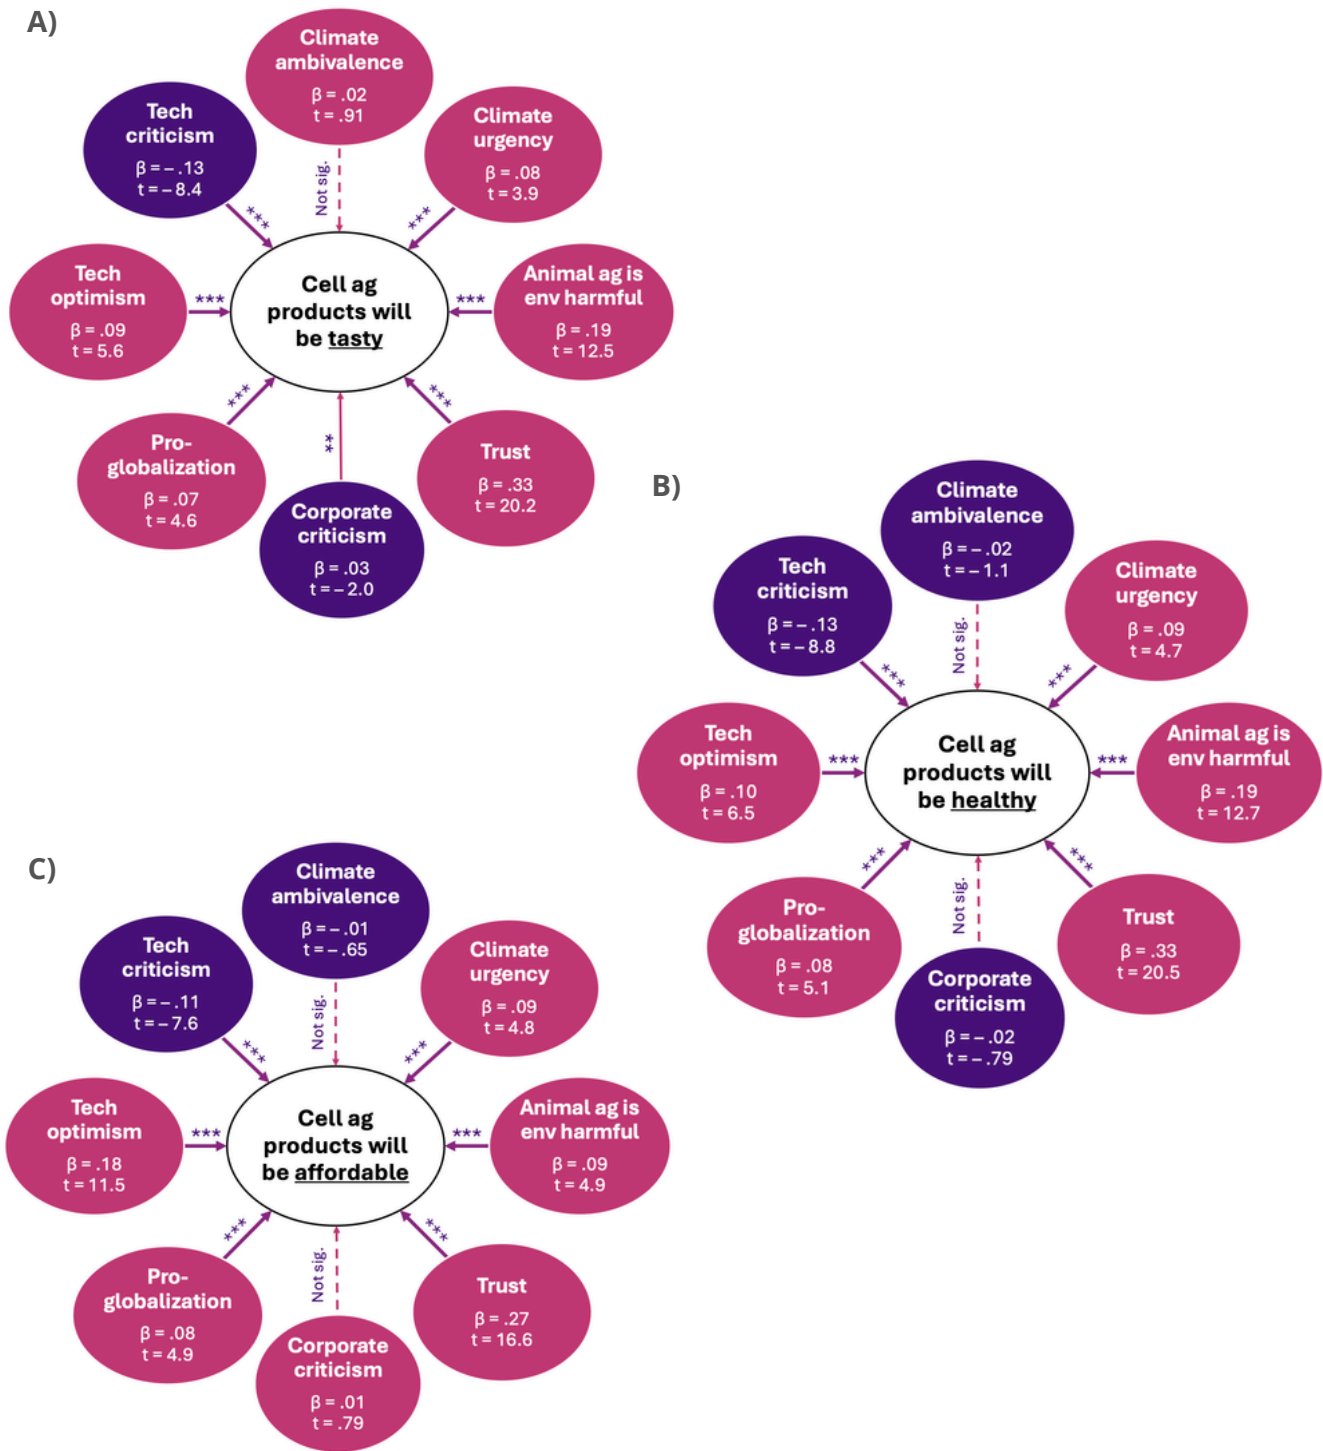 A)
Climate
ambivalence
β = .02
t = .91
Tech
criticism
β = – .13
t = – 8.4
Climate
urgency
β = .08
t = 3.9
Not sig.
***
***
Tech
optimism
β = .09
t = 5.6
***
Cell ag
products will
be tasty
***
Animal ag is
env harmful
β = .19
t = 12.5
***
**
***
Pro-
globalization
β = .07
t = 4.6
Corporate
criticism
β = .03
t = – 2.0
Trust
β = .33
t = 20.2
B)
Climate
ambivalence
β = – .02
t = – 1.1
Tech
criticism
β = – .13
t = – 8.8
Climate
urgency
β = .09
t = 4.7
***
Not sig.
***
Tech
optimism
β = .10
t = 6.5
***
Cell ag
products will
be healthy
***
Animal ag is
env harmful
β = .19
t = 12.7
***
Not sig.
***
Pro-
globalization
β = .08
t = 5.1
Corporate
criticism
β = – .02
t = – .79
Trust
β = .33
t = 20.5
C)
Climate
ambivalence
β = – .01
t = – .65
Tech
criticism
β = – .11
t = – 7.6
Climate
urgency
β = .09
t = 4.8
***
Not sig.
***
Tech
optimism
β = .18
t = 11.5
***
Cell ag
products will
be affordable
***
Animal ag is
env harmful
β = .09
t = 4.9
***
Not sig.
***
Pro-
globalization
β = .08
t = 4.9
Corporate
criticism
β = .01
t = .79
Trust
β = .27
t = 16.6